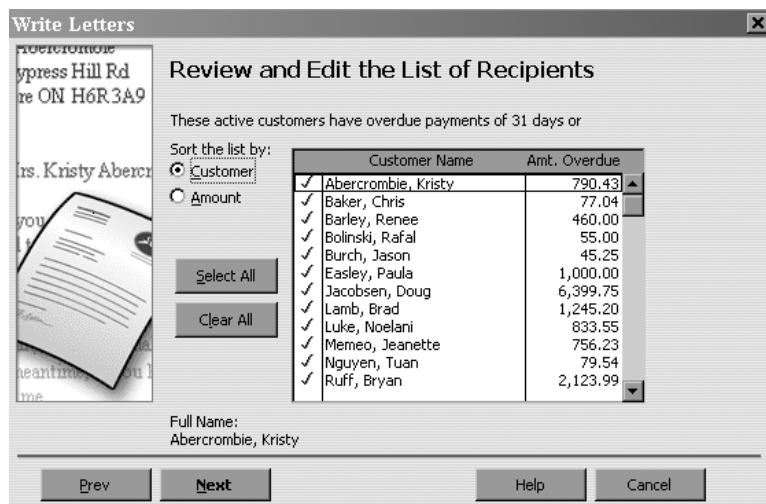 Write Letters
ypress Hill Rd
re ON H6R3A9
rs. Kristy Abercr
you
Review and Edit the List of Recipients
These active customers have overdue payments of 31 days or
Sort the list by:
Customer
Amount
Select All
Clear All
Customer Name Amt. Overdue
✓ Abercrombie, Kristy 790.43
✓ Baker, Chris 77.04
✓ Barley, Renee 460.00
✓ Bolinski, Rafal 55.00
✓ Burch, Jason 45.25
✓ Easley, Paula 1,000.00
✓ Jacobsen, Doug 6,399.75
✓ Lamb, Brad 1,245.20
✓ Luke, Noelani 833.55
✓ Memeo, Jeanette 756.23
✓ Nguyen, Tuan 79.54
✓ Ruff, Bryan 2,123.99
Full Name:
Abercrombie, Kristy
Prev Next Help Cancel